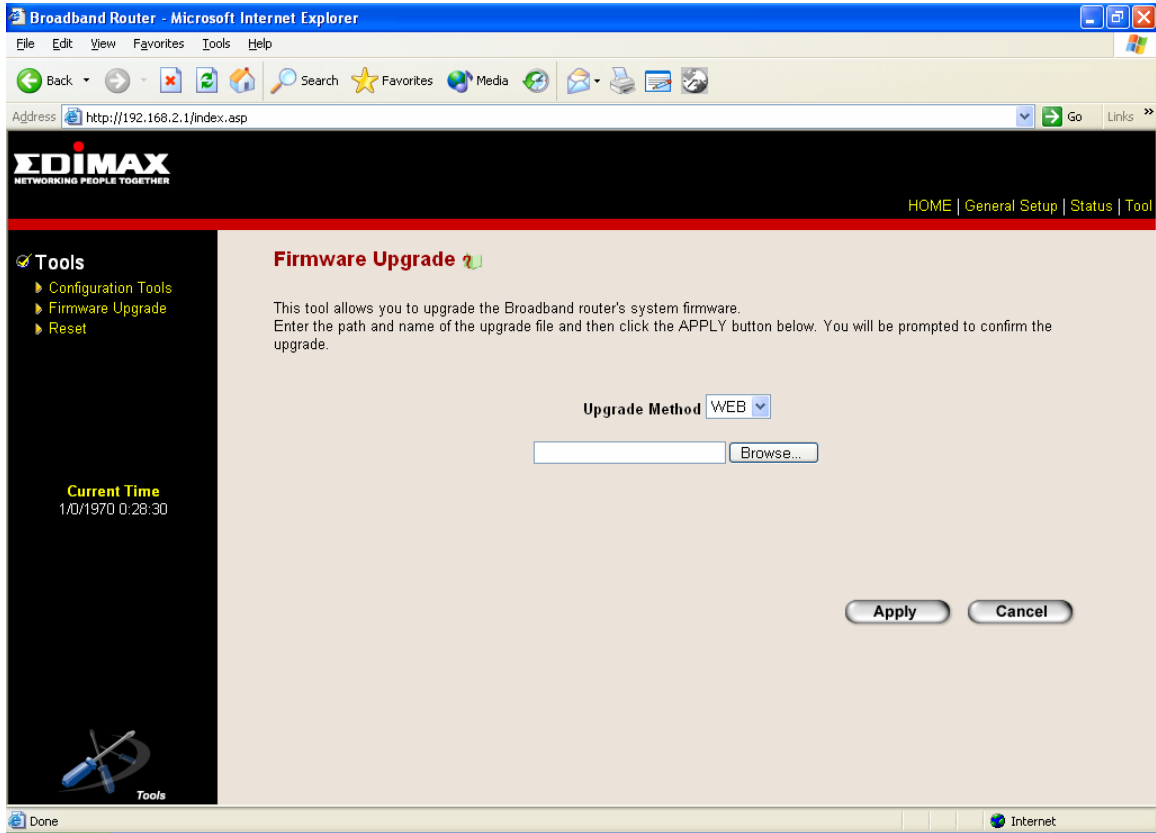 Broadband Router - Microsoft Internet Explorer
File Edit View Favorites Tools Help
Back Search Favorites Media
Address http://192.168.2.1/index.asp Go Links »
EDIMAX
NETWORKING PEOPLE TOGETHER
HOME | General Setup | Status | Tool
Tools
Configuration Tools
Firmware Upgrade
Reset
Current Time
1/0/1970 0:28:30
Tools
Firmware Upgrade
This tool allows you to upgrade the Broadband router's system firmware.
Enter the path and name of the upgrade file and then click the APPLY button below. You will be prompted to confirm the
upgrade.
Upgrade Method WEB
Browse...
Apply Cancel
Done Internet